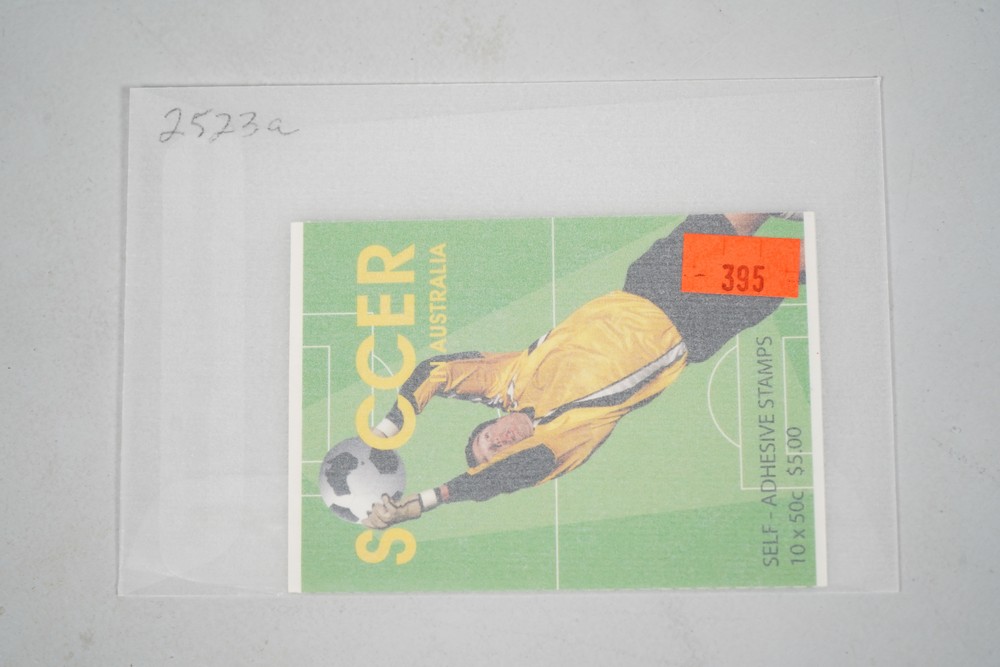 2523a
SOCCER
IN AUSTRALIA
395
SELF - ADHESIVE STAMPS
10 x 50c $5.00